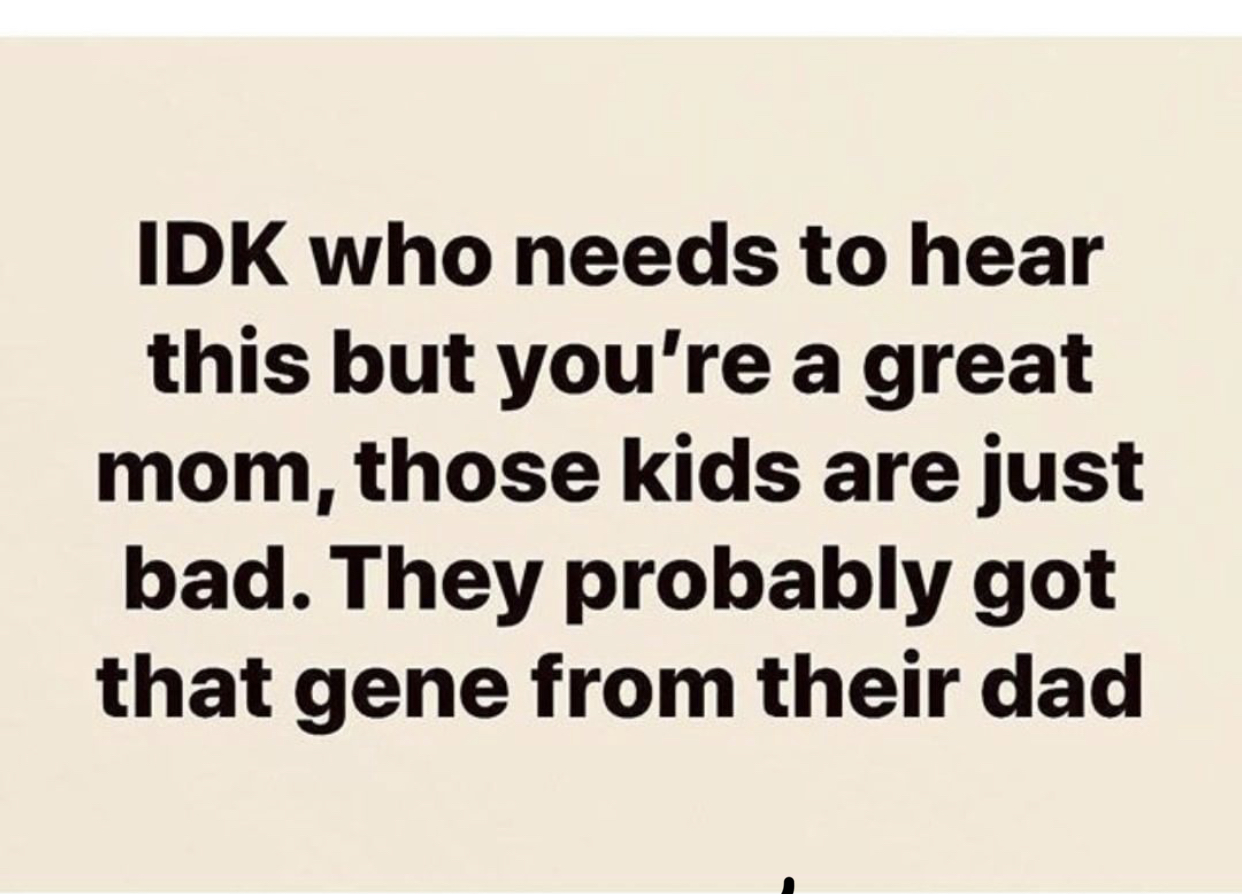 IDK who needs to hear
this but you’re a great
mom, those kids are just
bad. They probably got
that gene from their dad